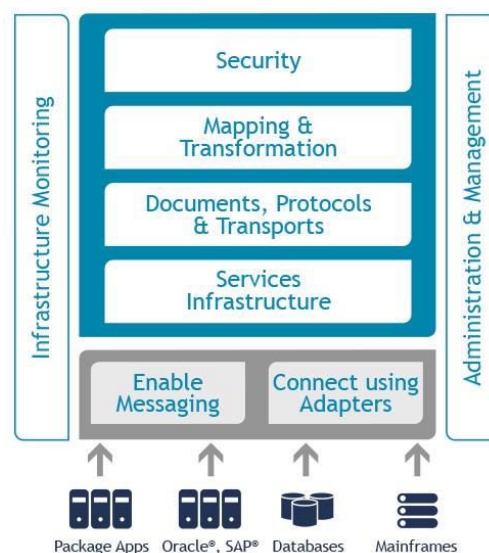 Infrastructure Monitoring
Security
Mapping &
Transformation
Documents, Protocols
& Transports
Services
Infrastructure
Administration & Management
Enable
Messaging
Connect using
Adapters
Package Apps
Oracle®, SAP®
Databases
Mainframes